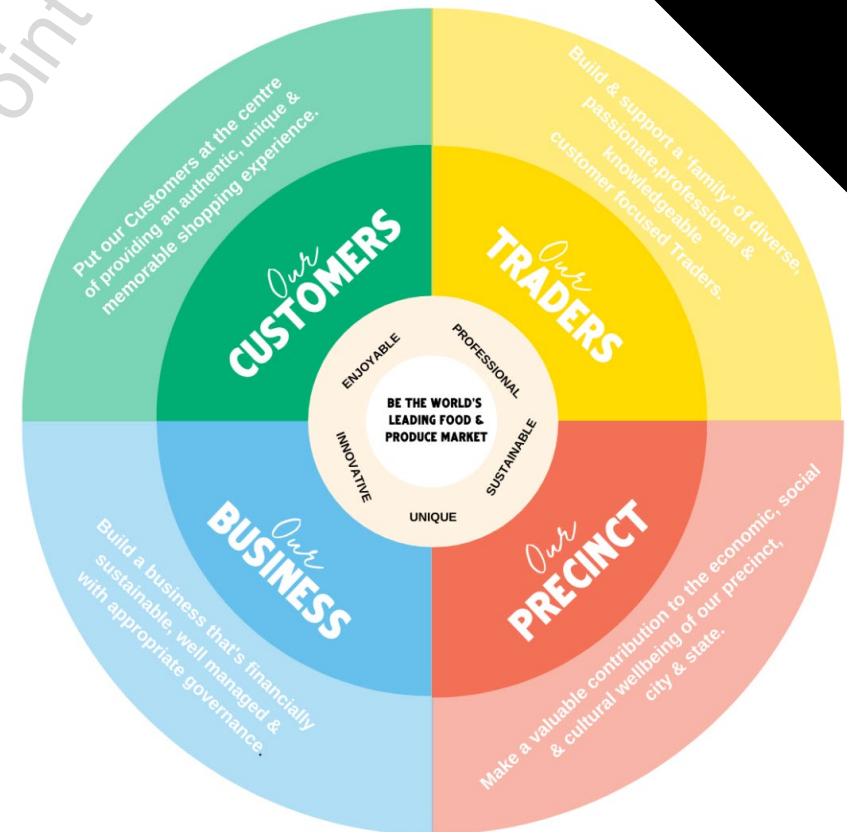 oint
Put our Customers at the centre
of providing an authentic, unique &
memorable shopping experience.
Our
CUSTOMERS
Build & support a 'family' of diverse,
passionate,professional &
knowledgeable
customer focused Traders.
Our
TRADERS
ENJOYABLE
PROFESSIONAL
BE THE WORLD'S
LEADING FOOD &
PRODUCE MARKET
INNOVATIVE
SUSTAINABLE
UNIQUE
Our
BUSINESS
Build a business that's financially
sustainable, well managed &
with appropriate governance.
Our
PRECINCT
Make a valuable contribution to the economic, social
& cultural wellbeing of our precinct,
city & state.